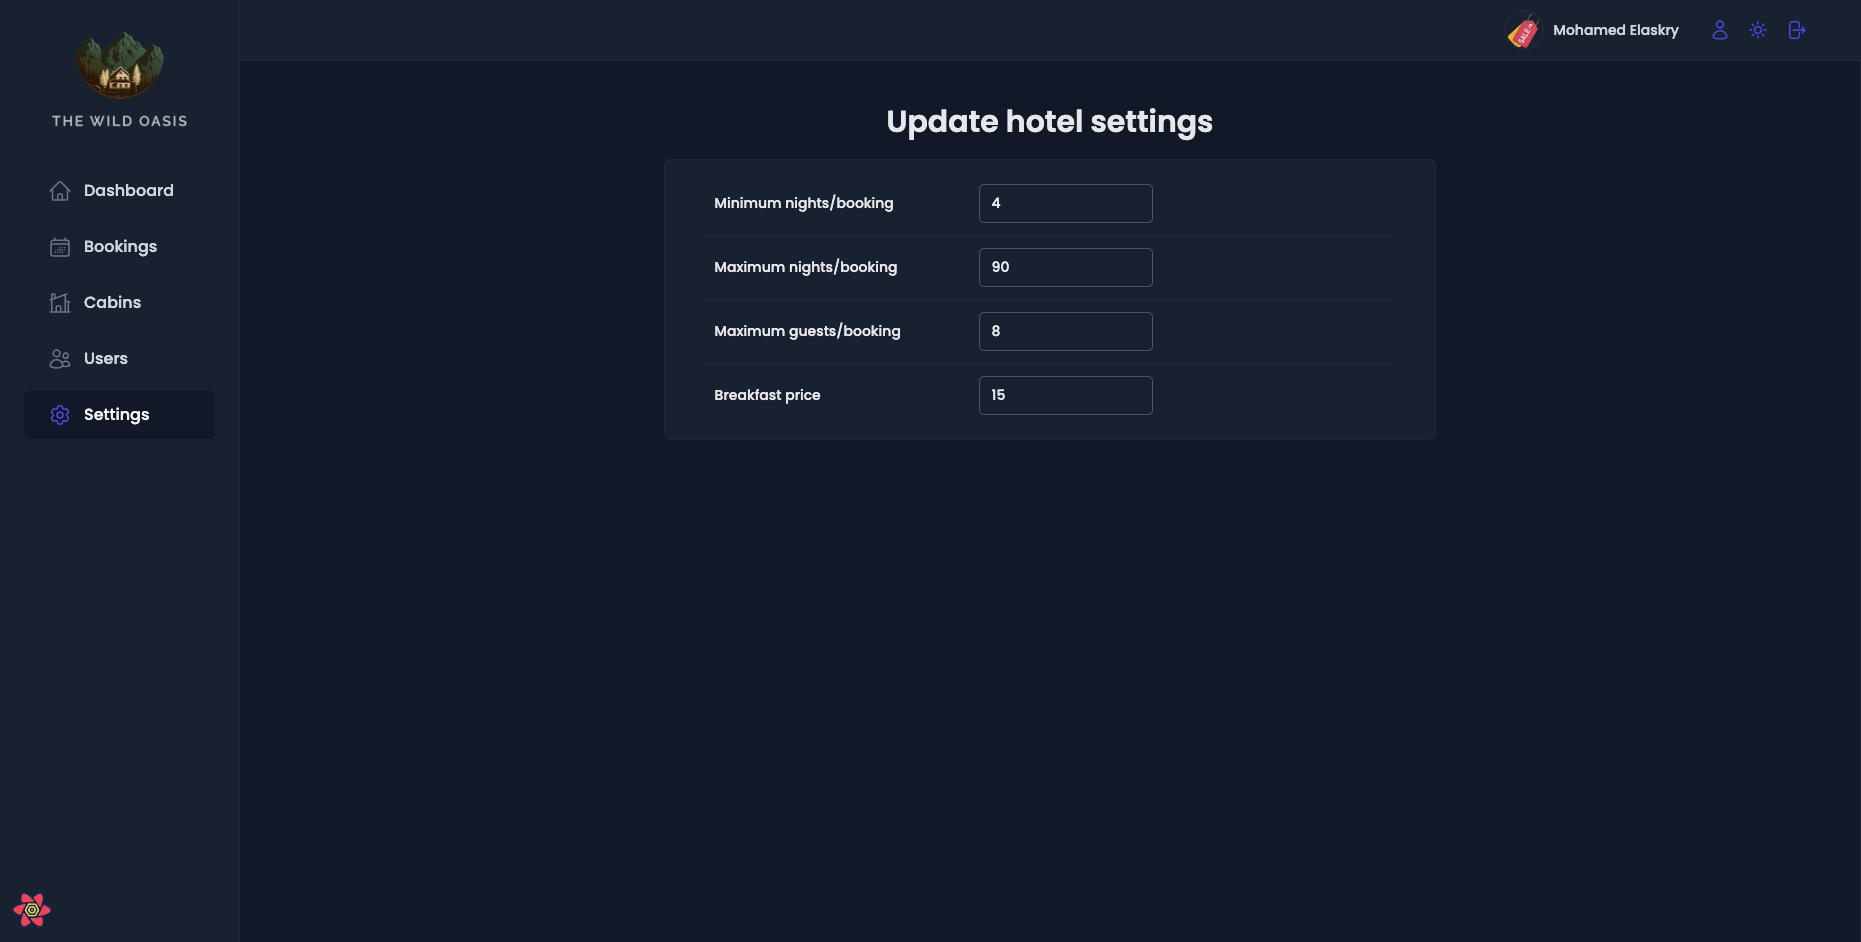 THE WILD OASIS
Dashboard
Bookings
Cabins
Users
Settings
SALE
Mohamed Elaskry
Update hotel settings
Minimum nights/booking
4
Maximum nights/booking
90
Maximum guests/booking
8
Breakfast price
15